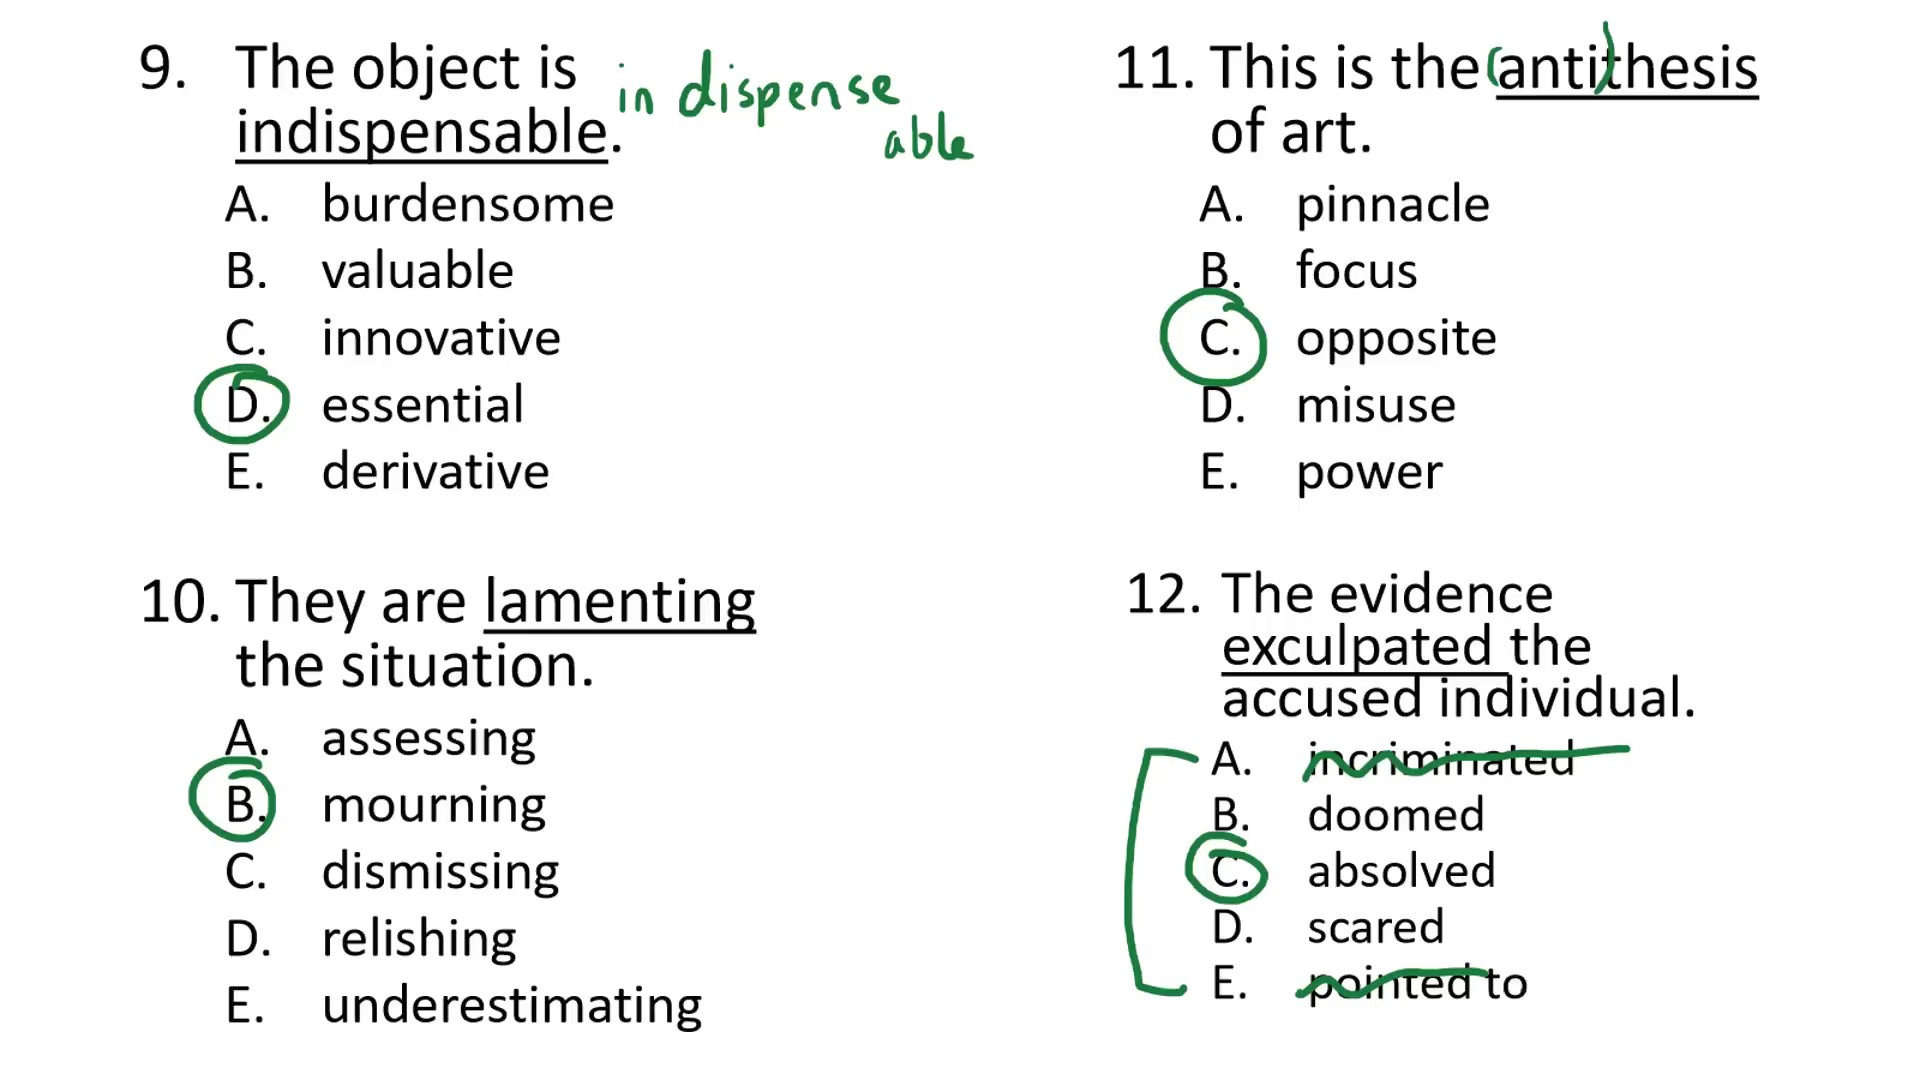 9. The object is
indispensable.
in dispense
able
A. burdensome
B. valuable
C. innovative
D. essential
E. derivative
10. They are lamenting
the situation.
A. assessing
B. mourning
C. dismissing
D. relishing
E. underestimating
11. This is the (anti)thesis
of art.
A. pinnacle
B. focus
C. opposite
D. misuse
E. power
12. The evidence
exculpated the
accused individual.
A. incriminated
B. doomed
C. absolved
D. scared
E. pointed to